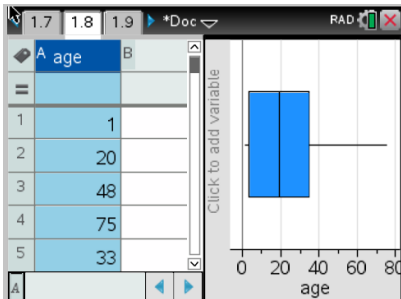 1.7 1.8 1.9 *Doc RAD
A age B
=
1 1
2 20
3 48
4 75
5 33
A
Click to add variable
0 20 40 60 80
age